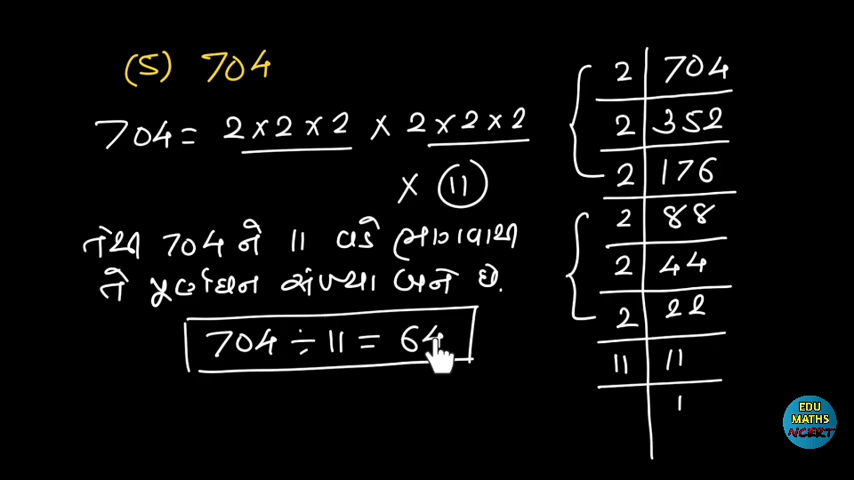 (5) 704
704 = 2 × 2 × 2 × 2 × 2 × 2
× 11
તેથી 704 ને 11 વડે ભાગવાથી
તે પૂર્ણઘન સંખ્યા બને છે.
704 ÷ 11 = 64
2 | 704
2 | 352
2 | 176
2 | 88
2 | 44
2 | 22
11 | 11
1
EDU
MATHS
NCERT